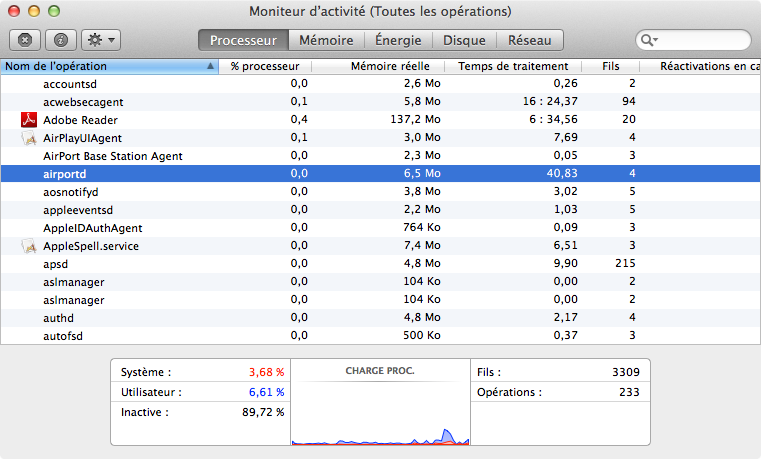 Moniteur d'activité (Toutes les opérations)
Processeur Mémoire Énergie Disque Réseau
Nom de l'opération % processeur Mémoire réelle Temps de traitement Fils Réactivations en ca
accountsd 0,0 2,6 Mo 0,26 2
acwebsecagent 0,1 5,8 Mo 16 : 24,37 94
Adobe Reader 0,4 137,2 Mo 6 : 34,56 20
AirPlayUIAgent 0,1 3,0 Mo 7,69 4
AirPort Base Station Agent 0,0 2,3 Mo 0,05 3
airportd 0,0 6,5 Mo 40,83 4
aosnotifyd 0,0 3,8 Mo 3,02 5
appleeventsd 0,0 2,2 Mo 1,03 5
AppleIDAuthAgent 0,0 764 Ko 0,09 3
AppleSpell.service 0,0 7,4 Mo 6,51 3
apsd 0,0 4,8 Mo 9,90 215
aslmanager 0,0 104 Ko 0,00 2
aslmanager 0,0 104 Ko 0,00 2
authd 0,0 4,8 Mo 2,17 4
autofsd 0,0 500 Ko 0,37 3
Système : 3,68 %
Utilisateur : 6,61 %
Inactive : 89,72 %
CHARGE PROC.
Fils : 3309
Opérations : 233